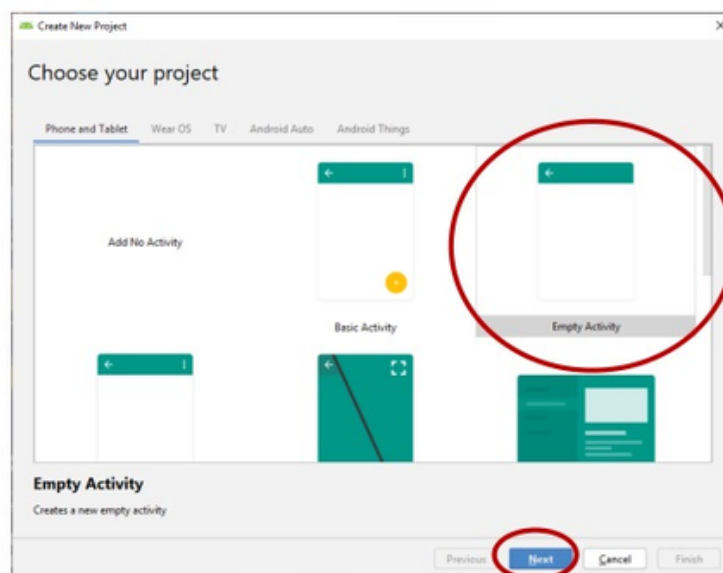 Create New Project
Choose your project
Phone and Tablet Wear OS TV Android Auto Android Things
Add No Activity
Basic Activity
Empty Activity
Empty Activity
Creates a new empty activity
Previous Next Cancel Finish